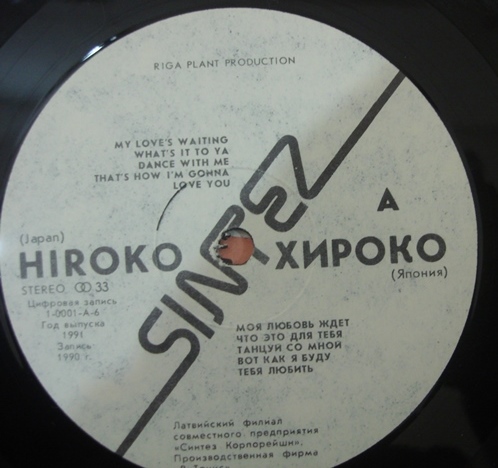 RIGA PLANT PRODUCTION
MY LOVE'S WAITING
WHAT'S IT TO YA
DANCE WITH ME
THAT'S HOW I'M GONNA
LOVE YOU
SINTEZ
A
(Japan)
HIROKO
ХИРОКО
(Япония)
STEREO 33
Цифровая запись
1-0001-A-6
Год выпуска
1991
Запись
1990 г.
МОЯ ЛЮБОВЬ ЖДЕТ
ЧТО ЭТО ДЛЯ ТЕБЯ
ТАНЦУЙ СО МНОЙ
ВОТ КАК Я БУДУ
ТЕБЯ ЛЮБИТЬ
Латвийский филиал
совместного предприятия
«Синтез Корпорейшн»,
Производственная фирма